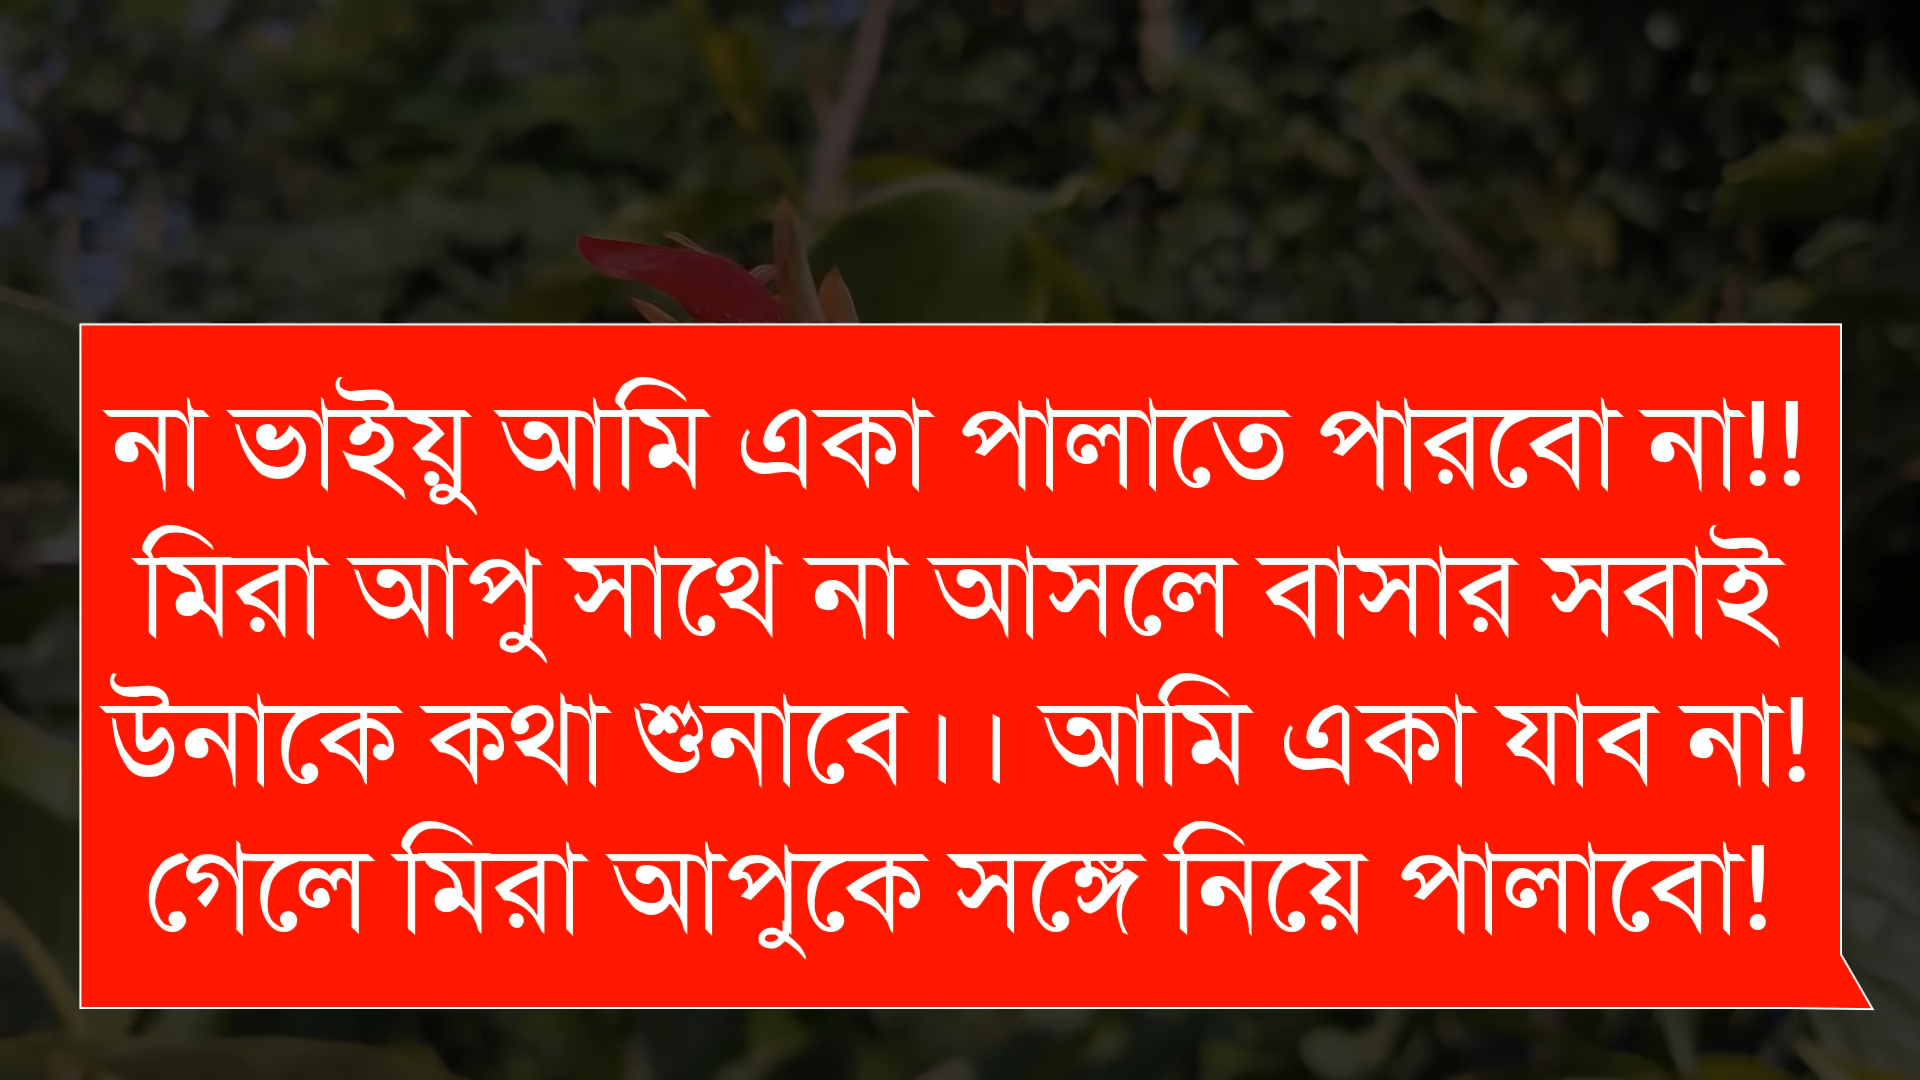 না ভাইয়ু আমি একা পালাতে পারবো না!!
মিরা আপু সাথে না আসলে বাসার সবাই
উনাকে কথা শুনাবে।। আমি একা যাব না!
গেলে মিরা আপুকে সঙ্গে নিয়ে পালাবো!